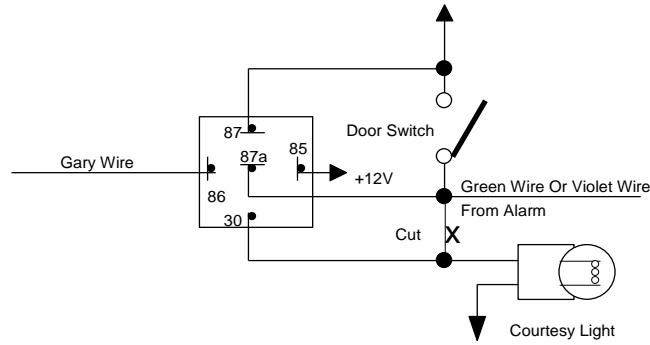 87
Door Switch
87a
85
Gary Wire
+12V
Green Wire Or Violet Wire
86
From Alarm
30
Cut
X
Courtesy Light